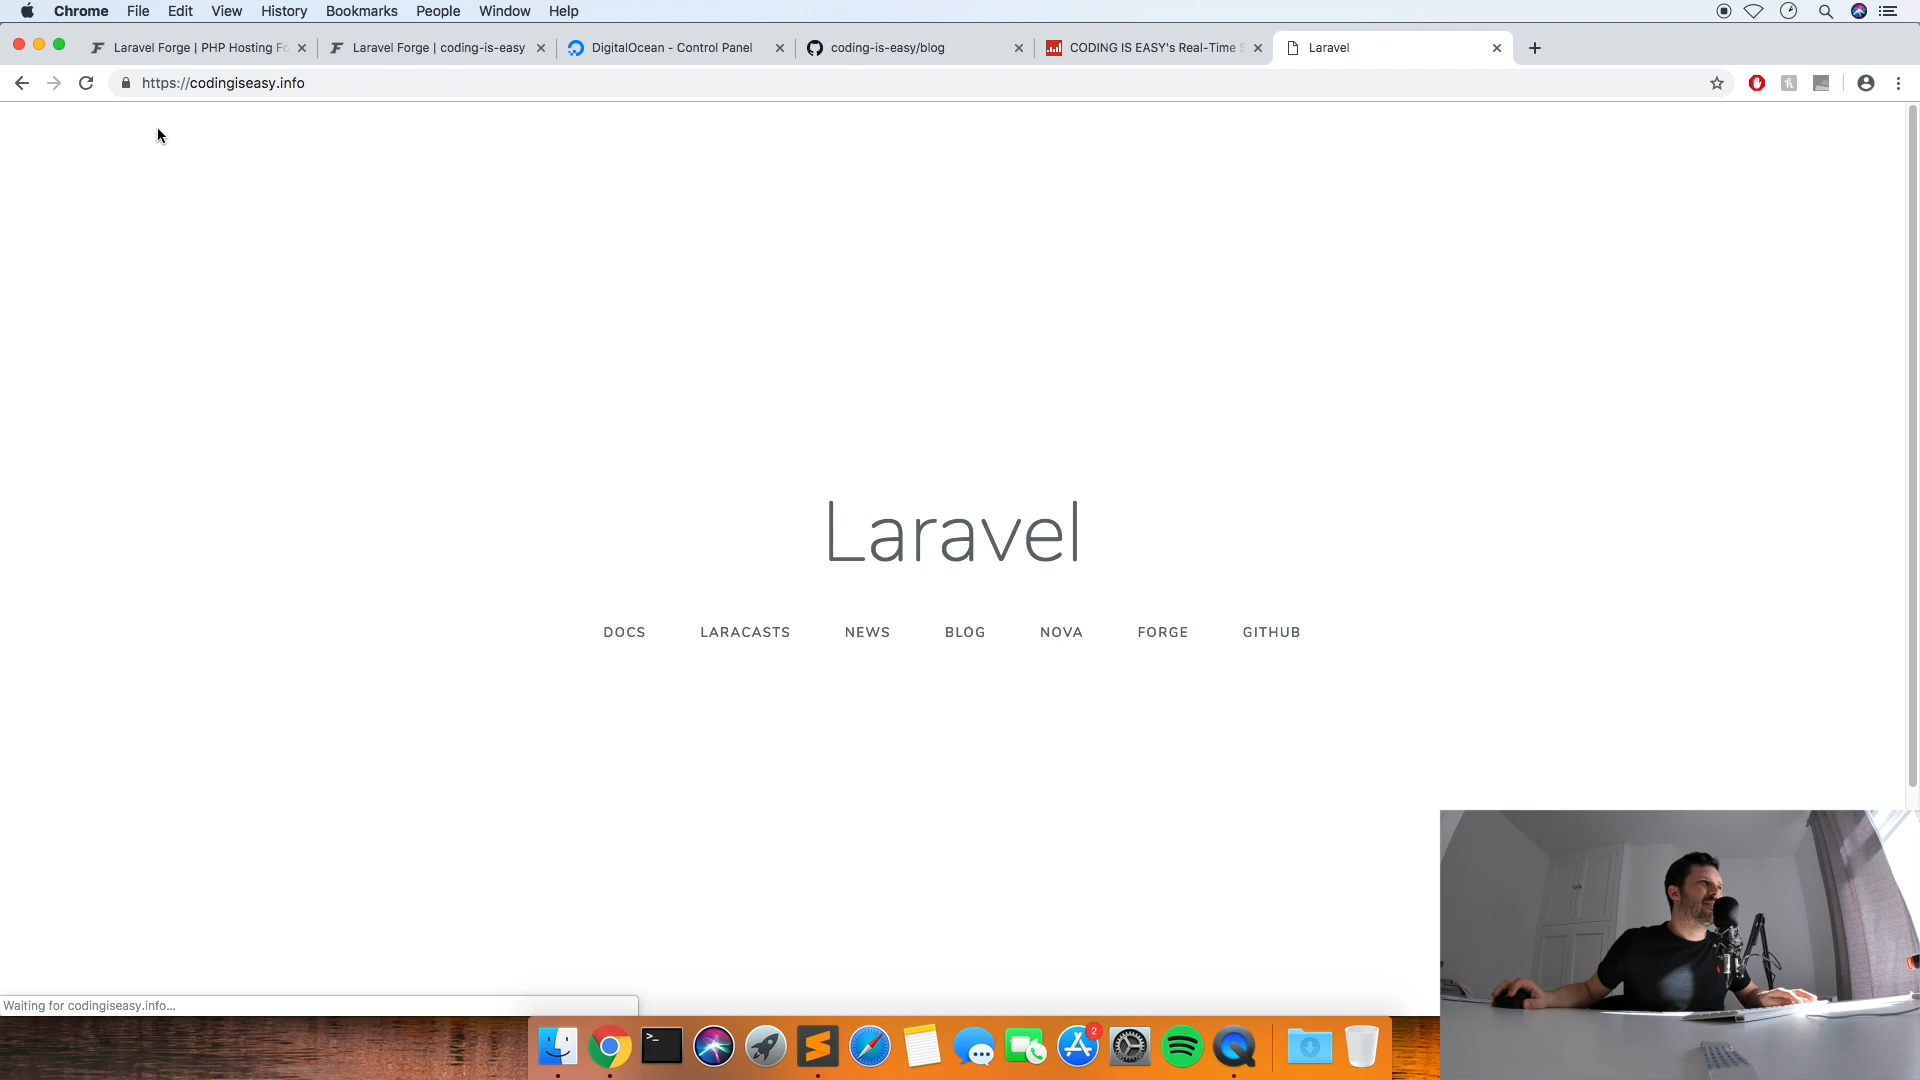 Chrome File Edit View History Bookmarks People Window Help
Laravel Forge | PHP Hosting Fo
Laravel Forge | coding-is-easy
DigitalOcean - Control Panel
coding-is-easy/blog
CODING IS EASY's Real-Time S
Laravel
https://codingiseasy.info
Laravel
DOCS LARACASTS NEWS BLOG NOVA FORGE GITHUB
Waiting for codingiseasy.info...
2